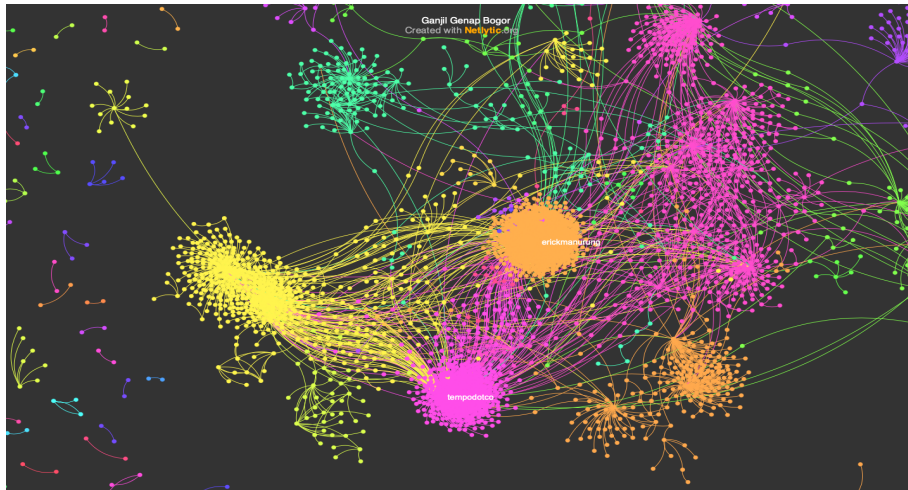 Ganjil Genap Bogor
Created with Netlytic.org
erickmanurung
tempodotco